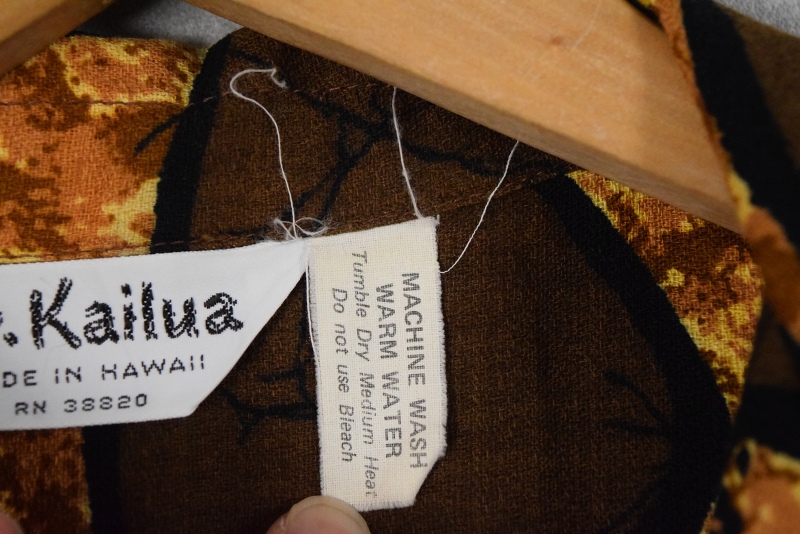 .Kailua
DE IN HAWAII
RN 38820
MACHINE WASH
WARM WATER
Tumble Dry Medium Heat
Do not use Bleach